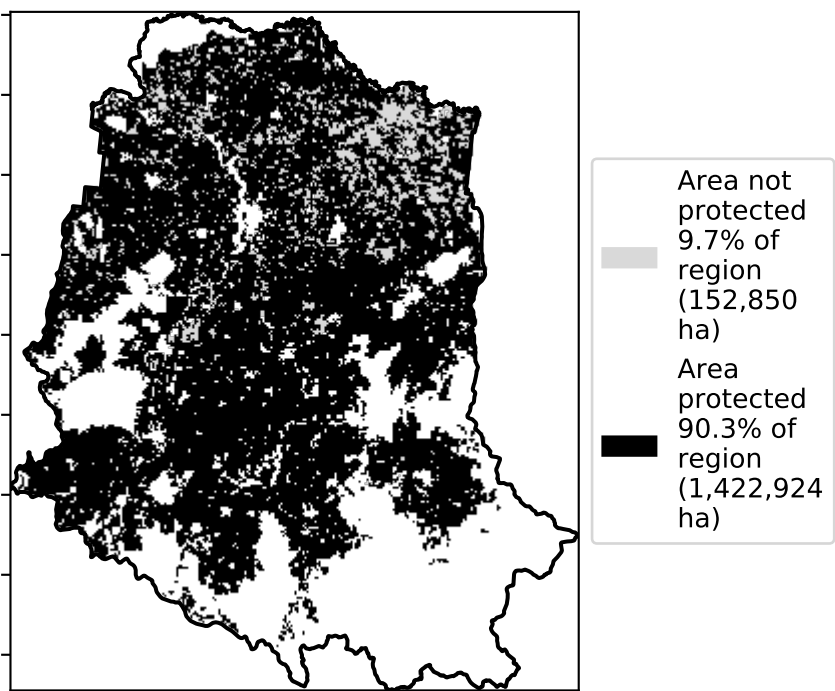 Area not
protected
9.7% of
region
(152,850
ha)
Area
protected
90.3% of
region
(1,422,924
ha)